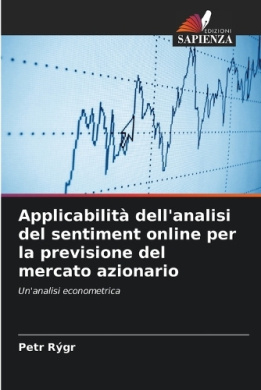 EDIZIONI
SAPIENZA
Applicabilità dell'analisi
del sentiment online per
la previsione del
mercato azionario
Un'analisi econometrica
Petr Rýgr